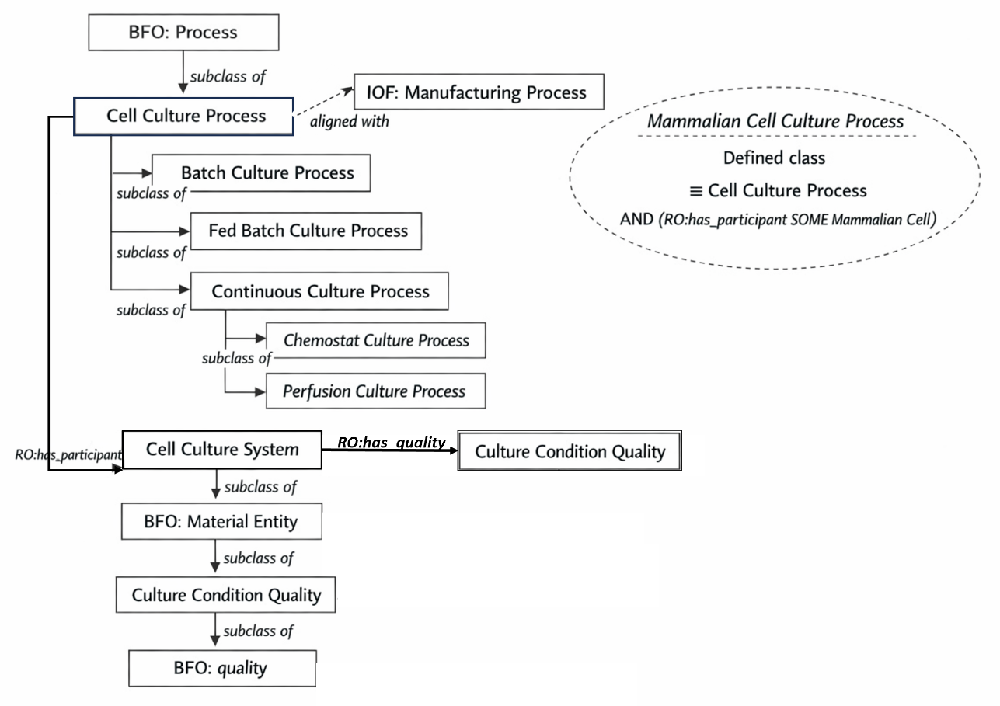 BFO: Process
subclass of
IOF: Manufacturing Process
Cell Culture Process
aligned with
Mammalian Cell Culture Process
Defined class
≡ Cell Culture Process
AND (RO:has_participant SOME Mammalian Cell)
Batch Culture Process
subclass of
Fed Batch Culture Process
subclass of
Continuous Culture Process
subclass of
Chemostat Culture Process
subclass of
Perfusion Culture Process
RO:has_participant
Cell Culture System
RO:has_quality
Culture Condition Quality
subclass of
BFO: Material Entity
subclass of
Culture Condition Quality
subclass of
BFO: quality